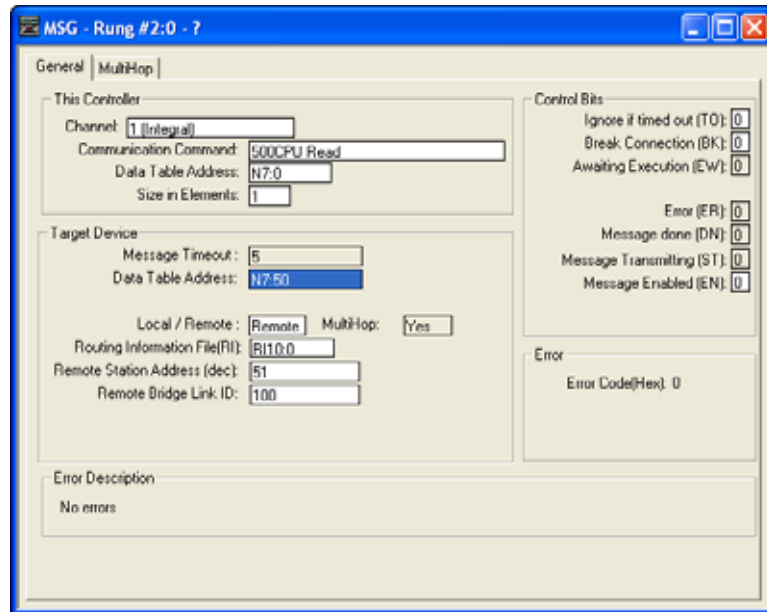 MSG - Rung #2:0 - ?
General MultiHop
This Controller
Channel: 1 (Integral)
Communication Command: 500CPU Read
Data Table Address: N7:0
Size in Elements: 1
Target Device
Message Timeout : 5
Data Table Address: N7:50
Local / Remote : Remote MultiHop: Yes
Routing Information File(RI): RI10:0
Remote Station Address (dec): 51
Remote Bridge Link ID: 100
Control Bits
Ignore if timed out (TO): 0
Break Connection (BK): 0
Awaiting Execution (EW): 0
Error (ER): 0
Message done (DN): 0
Message Transmitting (ST): 0
Message Enabled (EN): 0
Error
Error Code(Hex): 0
Error Description
No errors